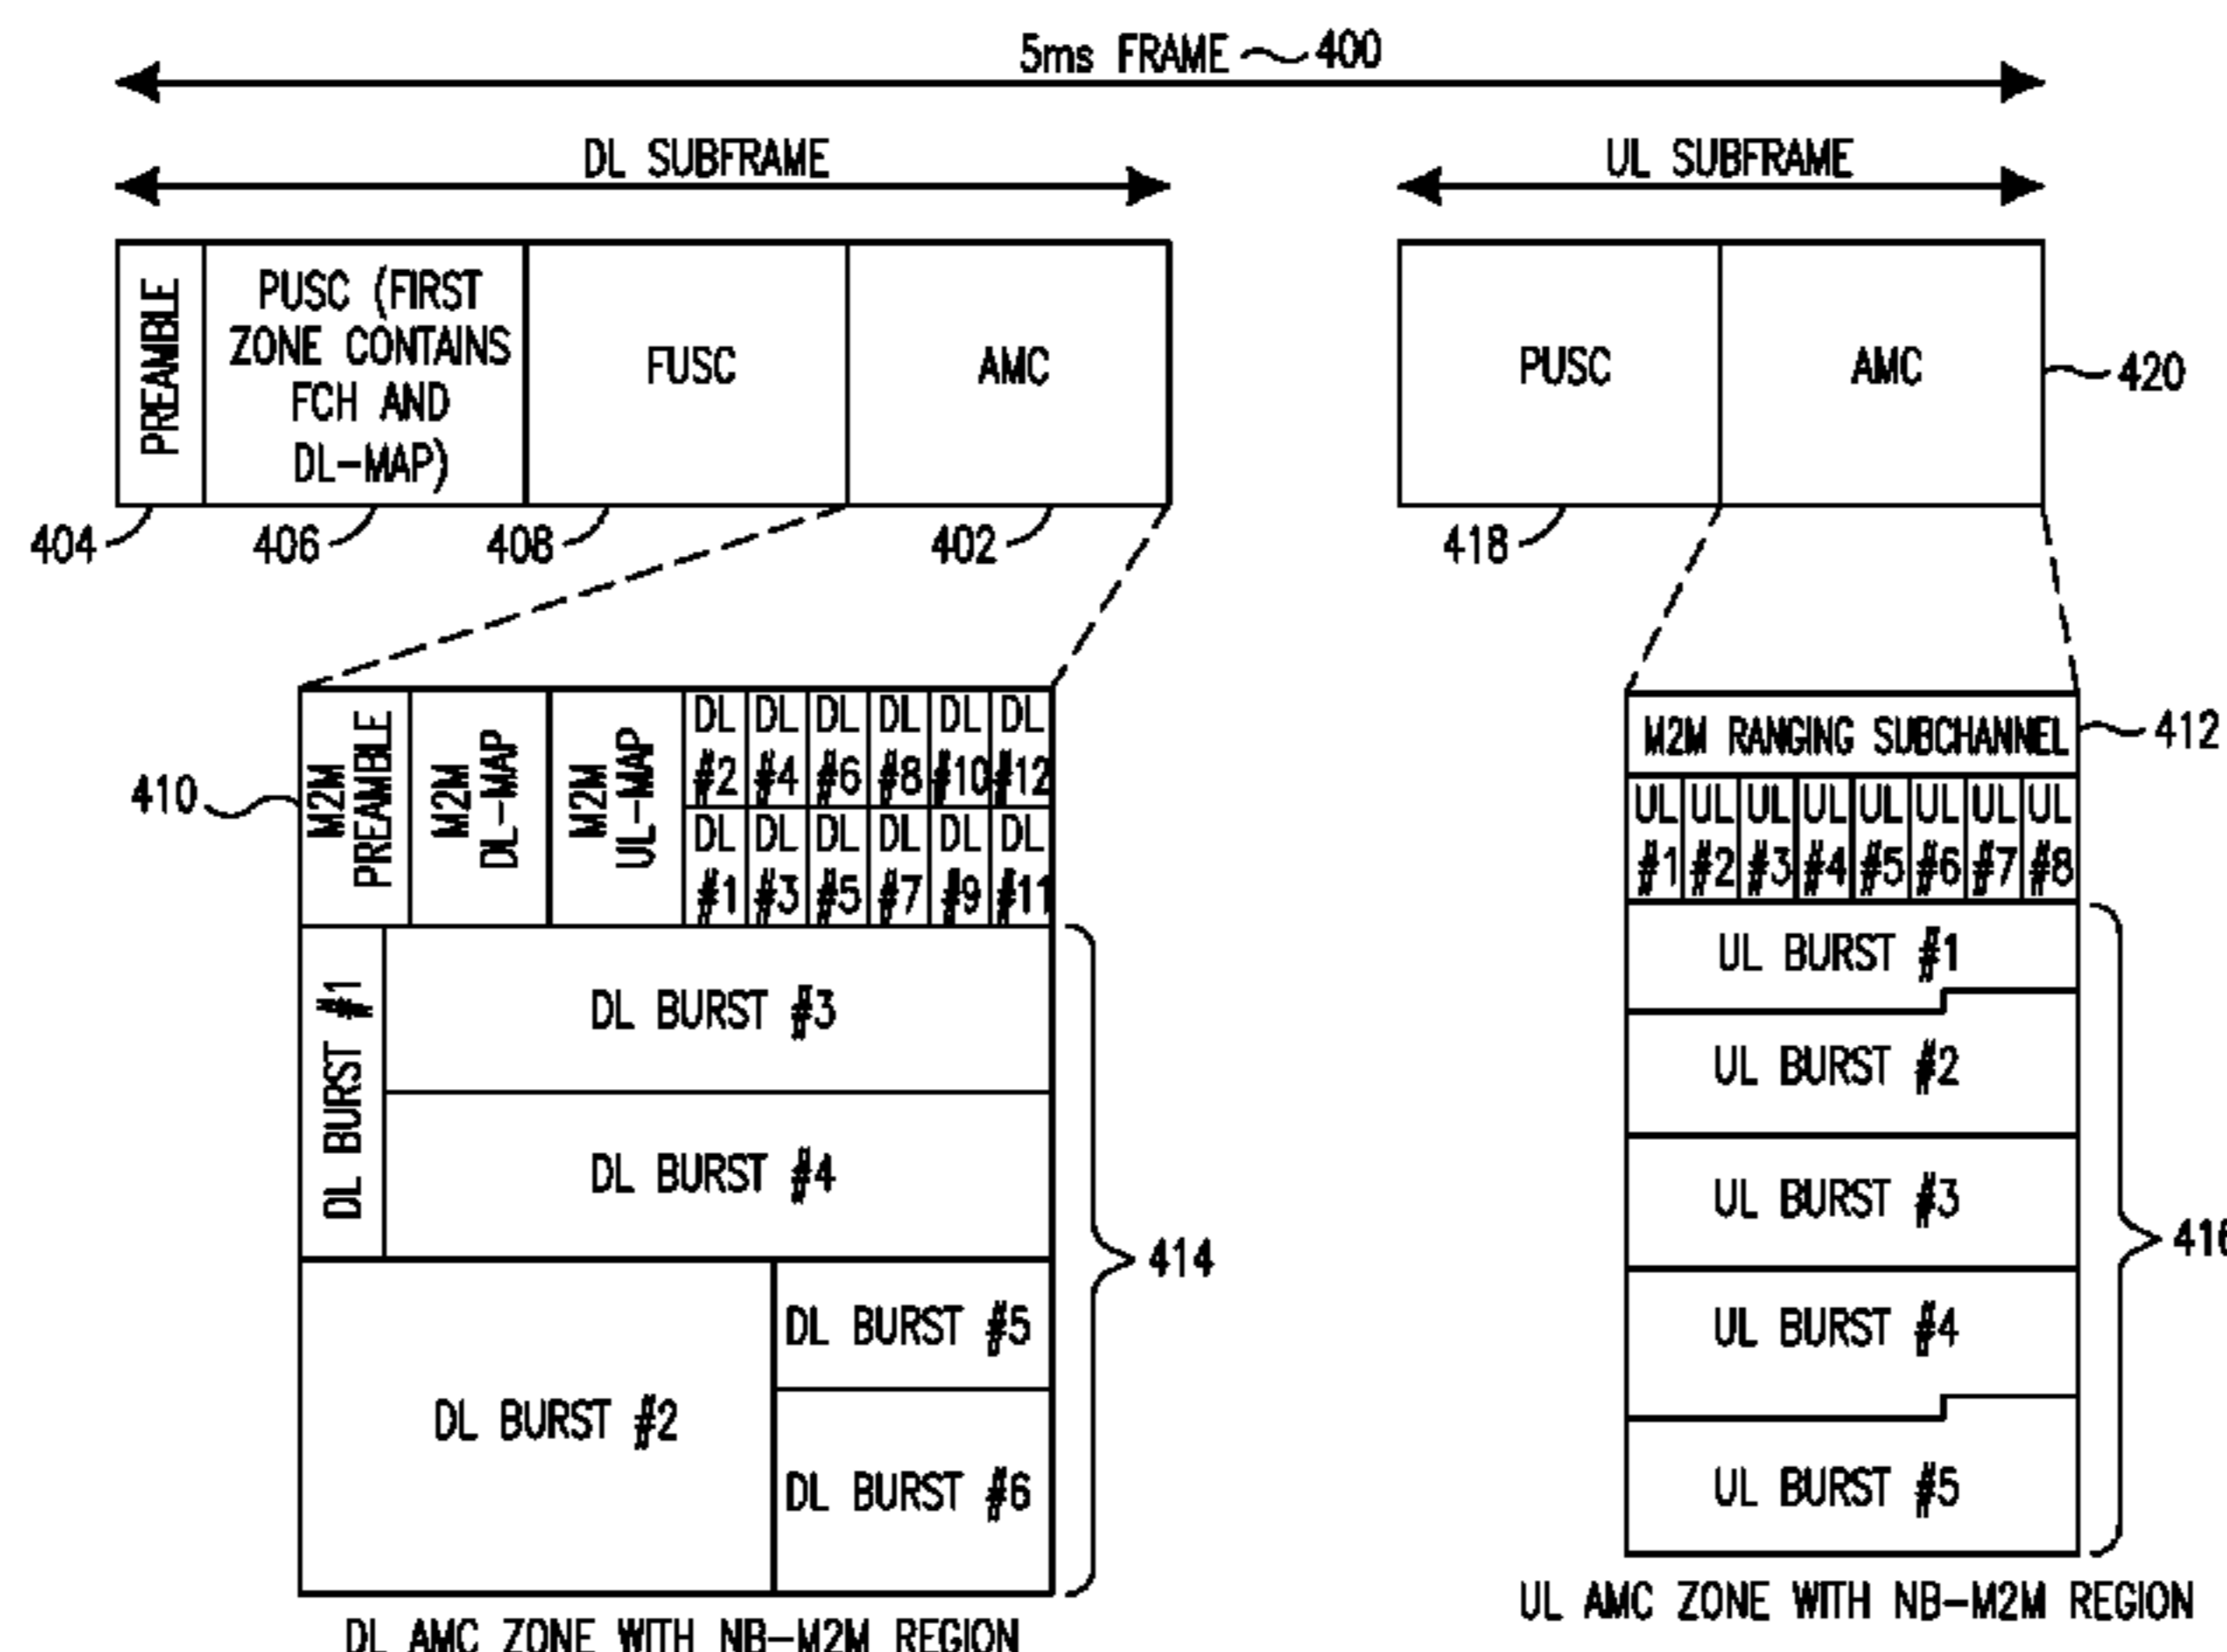 5ms FRAME 400
DL SUBFRAME
UL SUBFRAME
PREAMBLE
PUSC (FIRST
ZONE CONTAINS
FCH AND
DL-MAP)
FUSC
AMC
PUSC
AMC
420
404
406
408
402
418
410
M2M
PREAMBLE
M2M
DL-MAP
M2M
UL-MAP
DL #2
DL #4
DL #6
DL #8
DL #10
DL #12
DL #1
DL #3
DL #5
DL #7
DL #9
DL #11
DL BURST #1
DL BURST #3
DL BURST #4
DL BURST #2
DL BURST #5
DL BURST #6
414
DL AMC ZONE WITH NB-M2M REGION
M2M RANGING SUBCHANNEL
412
UL #1
UL #2
UL #3
UL #4
UL #5
UL #6
UL #7
UL #8
UL BURST #1
UL BURST #2
UL BURST #3
UL BURST #4
UL BURST #5
416
UL AMC ZONE WITH NB-M2M REGION